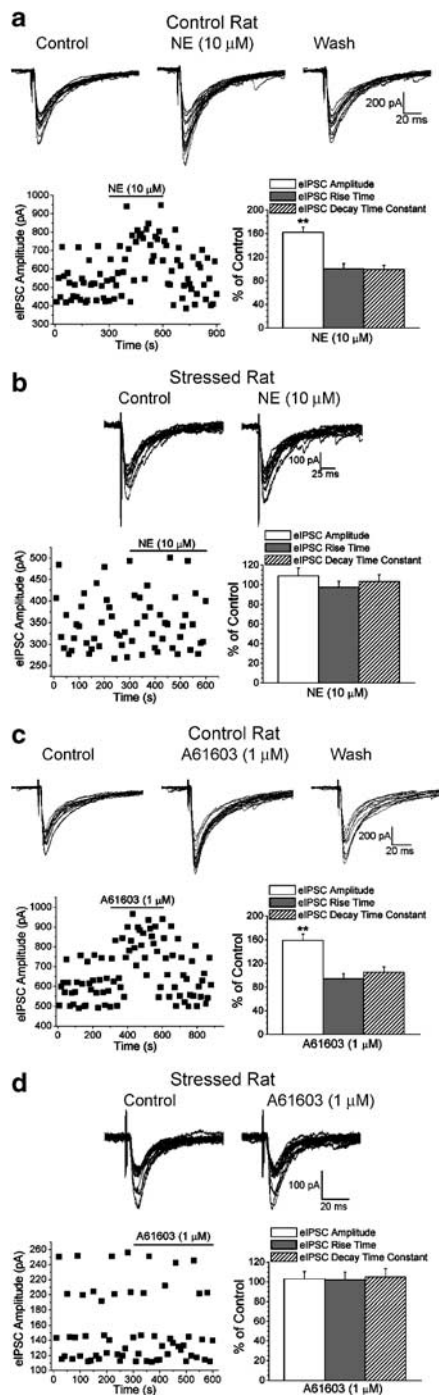 a
Control Rat
Control
NE (10 μM)
Wash
200 pA
20 ms
eIPSC Amplitude (pA)
1000
900
800
700
600
500
400
300
NE (10 μM)
0 150 300 450 600 750 900
Time (s)
eIPSC Amplitude
eIPSC Rise Time
eIPSC Decay Time Constant
% of Control
160
120
80
40
0
**
NE (10 μM)
b
Stressed Rat
Control
NE (10 μM)
100 pA
25 ms
eIPSC Amplitude (pA)
500
450
400
350
300
250
NE (10 μM)
0 100 200 300 400 500 600
Time (s)
eIPSC Amplitude
eIPSC Rise Time
eIPSC Decay Time Constant
% of Control
120
100
80
60
40
20
0
NE (10 μM)
c
Control Rat
Control
A61603 (1 μM)
Wash
200 pA
20 ms
eIPSC Amplitude (pA)
1000
900
800
700
600
500
400
A61603 (1 μM)
0 200 400 600 800
Time (s)
eIPSC Amplitude
eIPSC Rise Time
eIPSC Decay Time Constant
% of Control
200
160
120
80
40
0
**
A61603 (1 μM)
d
Stressed Rat
Control
A61603 (1 μM)
100 pA
20 ms
eIPSC Amplitude (pA)
260
240
220
200
180
160
140
120
100
A61603 (1 μM)
0 100 200 300 400 500 600
Time (s)
eIPSC Amplitude
eIPSC Rise Time
eIPSC Decay Time Constant
% of Control
120
100
80
60
40
20
0
A61603 (1 μM)